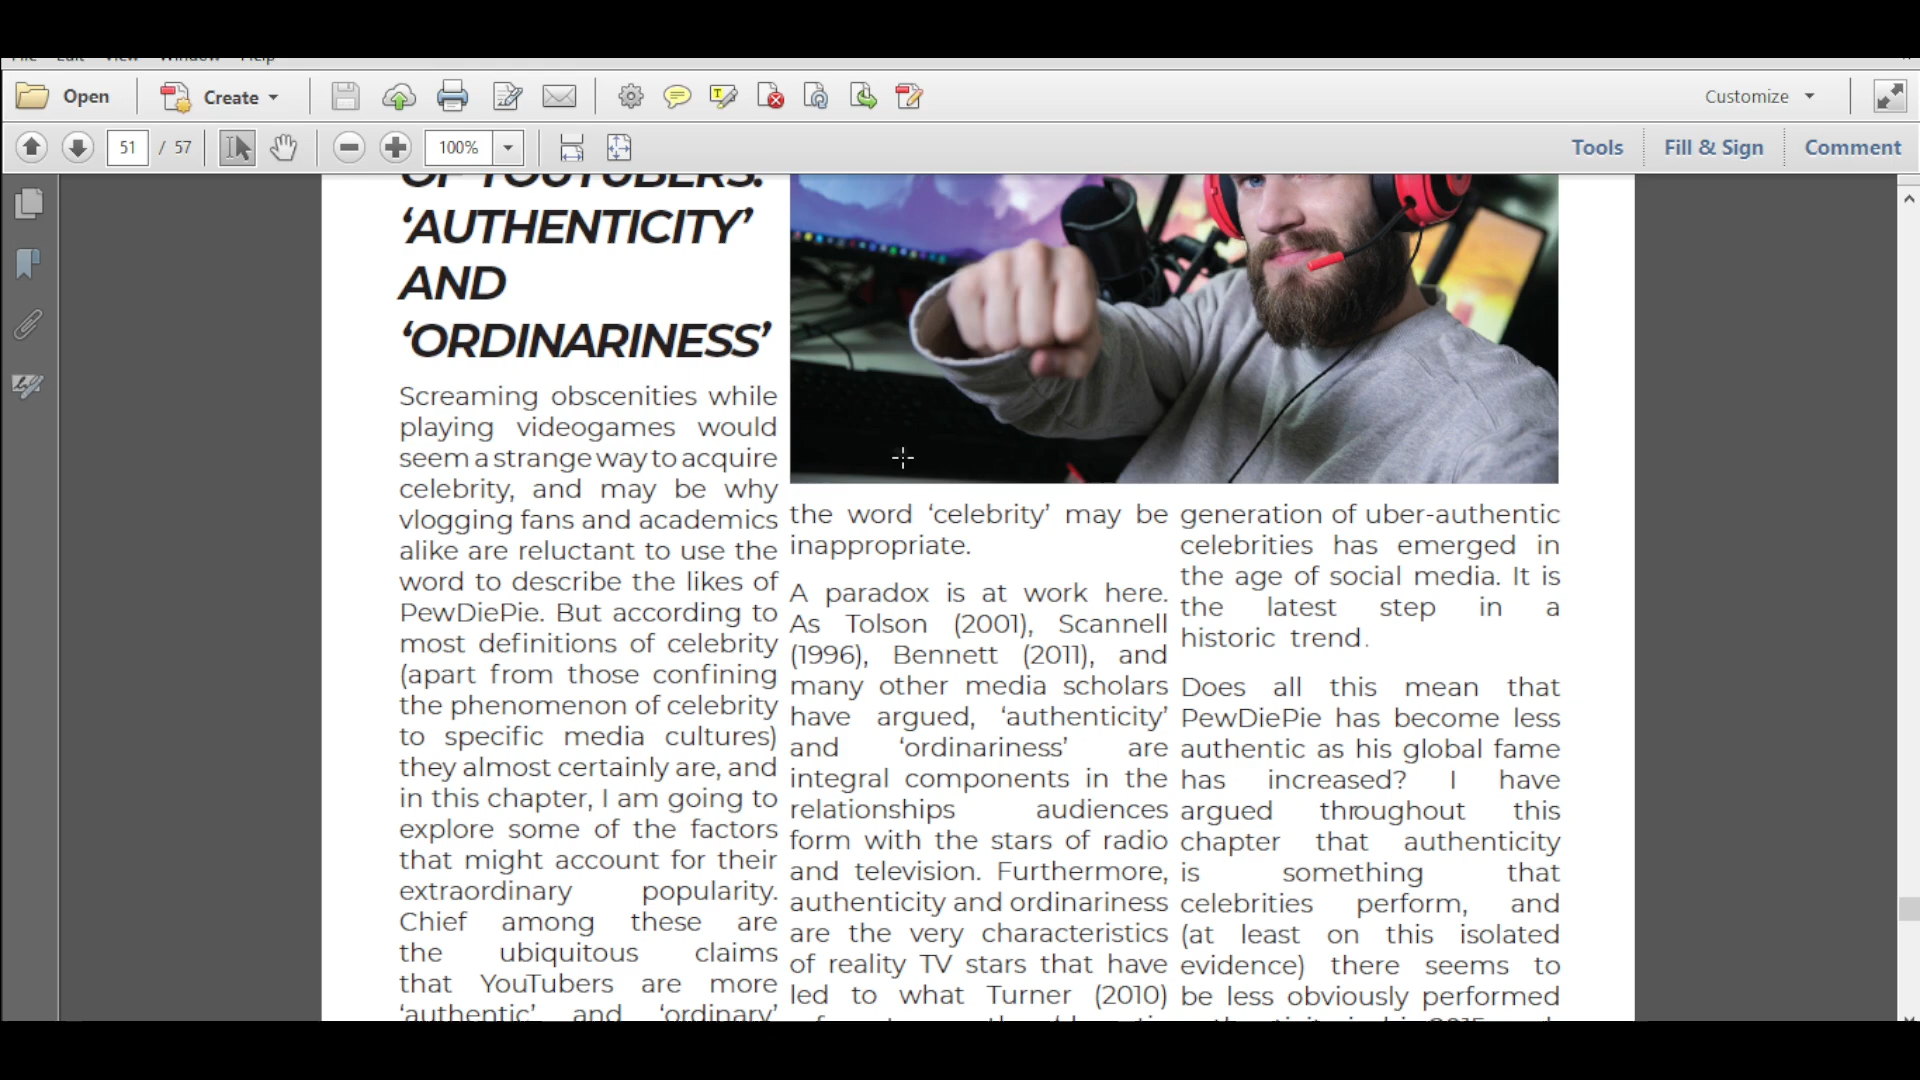 Open
Create
Customize
51 / 57
100%
Tools
Fill & Sign
Comment
OF YOUTUBERS:
‘AUTHENTICITY’
AND
‘ORDINARINESS’
Screaming obscenities while
playing videogames would
seem a strange way to acquire
celebrity, and may be why
vlogging fans and academics
alike are reluctant to use the
word to describe the likes of
PewDiePie. But according to
most definitions of celebrity
(apart from those confining
the phenomenon of celebrity
to specific media cultures)
they almost certainly are, and
in this chapter, I am going to
explore some of the factors
that might account for their
extraordinary popularity.
Chief among these are
the ubiquitous claims
that YouTubers are more
‘authentic’ and ‘ordinary’
the word ‘celebrity’ may be
inappropriate.
A paradox is at work here.
As Tolson (2001), Scannell
(1996), Bennett (2011), and
many other media scholars
have argued, ‘authenticity’
and ‘ordinariness’ are
integral components in the
relationships audiences
form with the stars of radio
and television. Furthermore,
authenticity and ordinariness
are the very characteristics
of reality TV stars that have
led to what Turner (2010)
generation of uber-authentic
celebrities has emerged in
the age of social media. It is
the latest step in a
historic trend.
Does all this mean that
PewDiePie has become less
authentic as his global fame
has increased? I have
argued throughout this
chapter that authenticity
is something that
celebrities perform, and
(at least on this isolated
evidence) there seems to
be less obviously performed